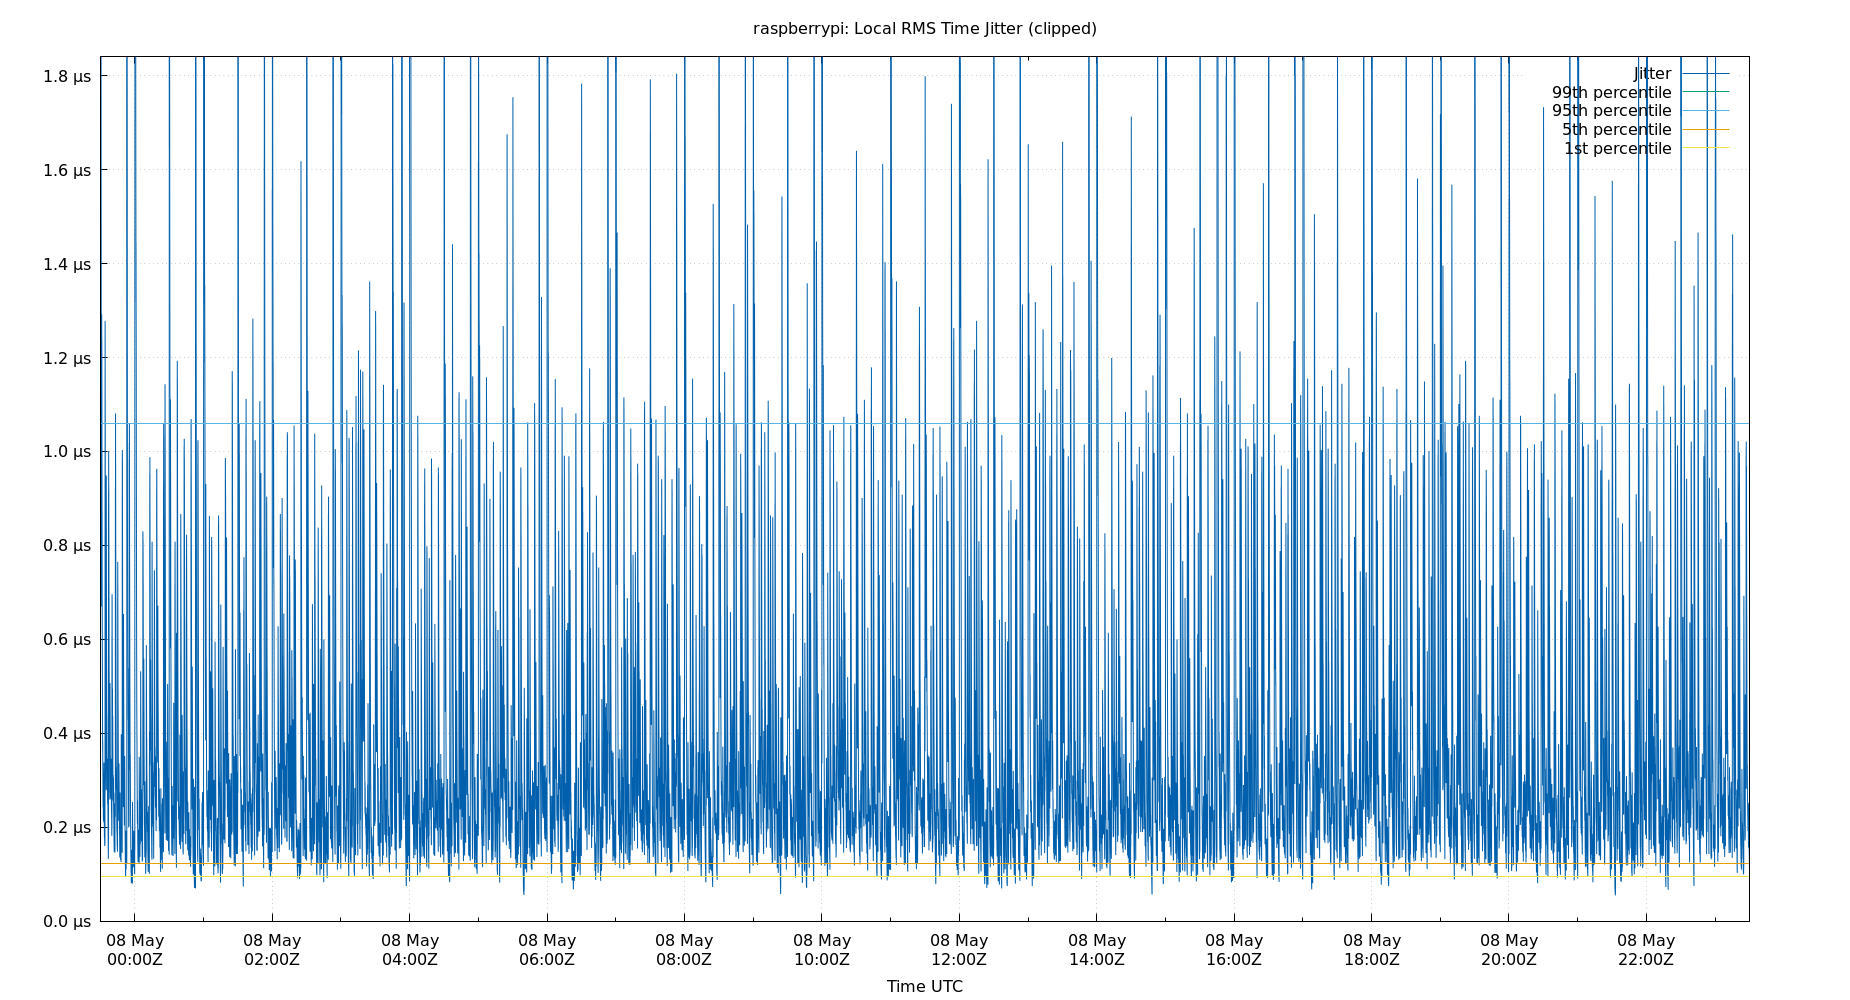 raspberrypi: Local RMS Time Jitter (clipped)
1.8 µs
1.6 µs
1.4 µs
1.2 µs
1.0 µs
0.8 µs
0.6 µs
0.4 µs
0.2 µs
0.0 µs
Jitter
99th percentile
95th percentile
5th percentile
1st percentile
08 May 08 May 08 May 08 May 08 May 08 May 08 May 08 May 08 May 08 May 08 May 08 May
00:00Z 02:00Z 04:00Z 06:00Z 08:00Z 10:00Z 12:00Z 14:00Z 16:00Z 18:00Z 20:00Z 22:00Z
Time UTC